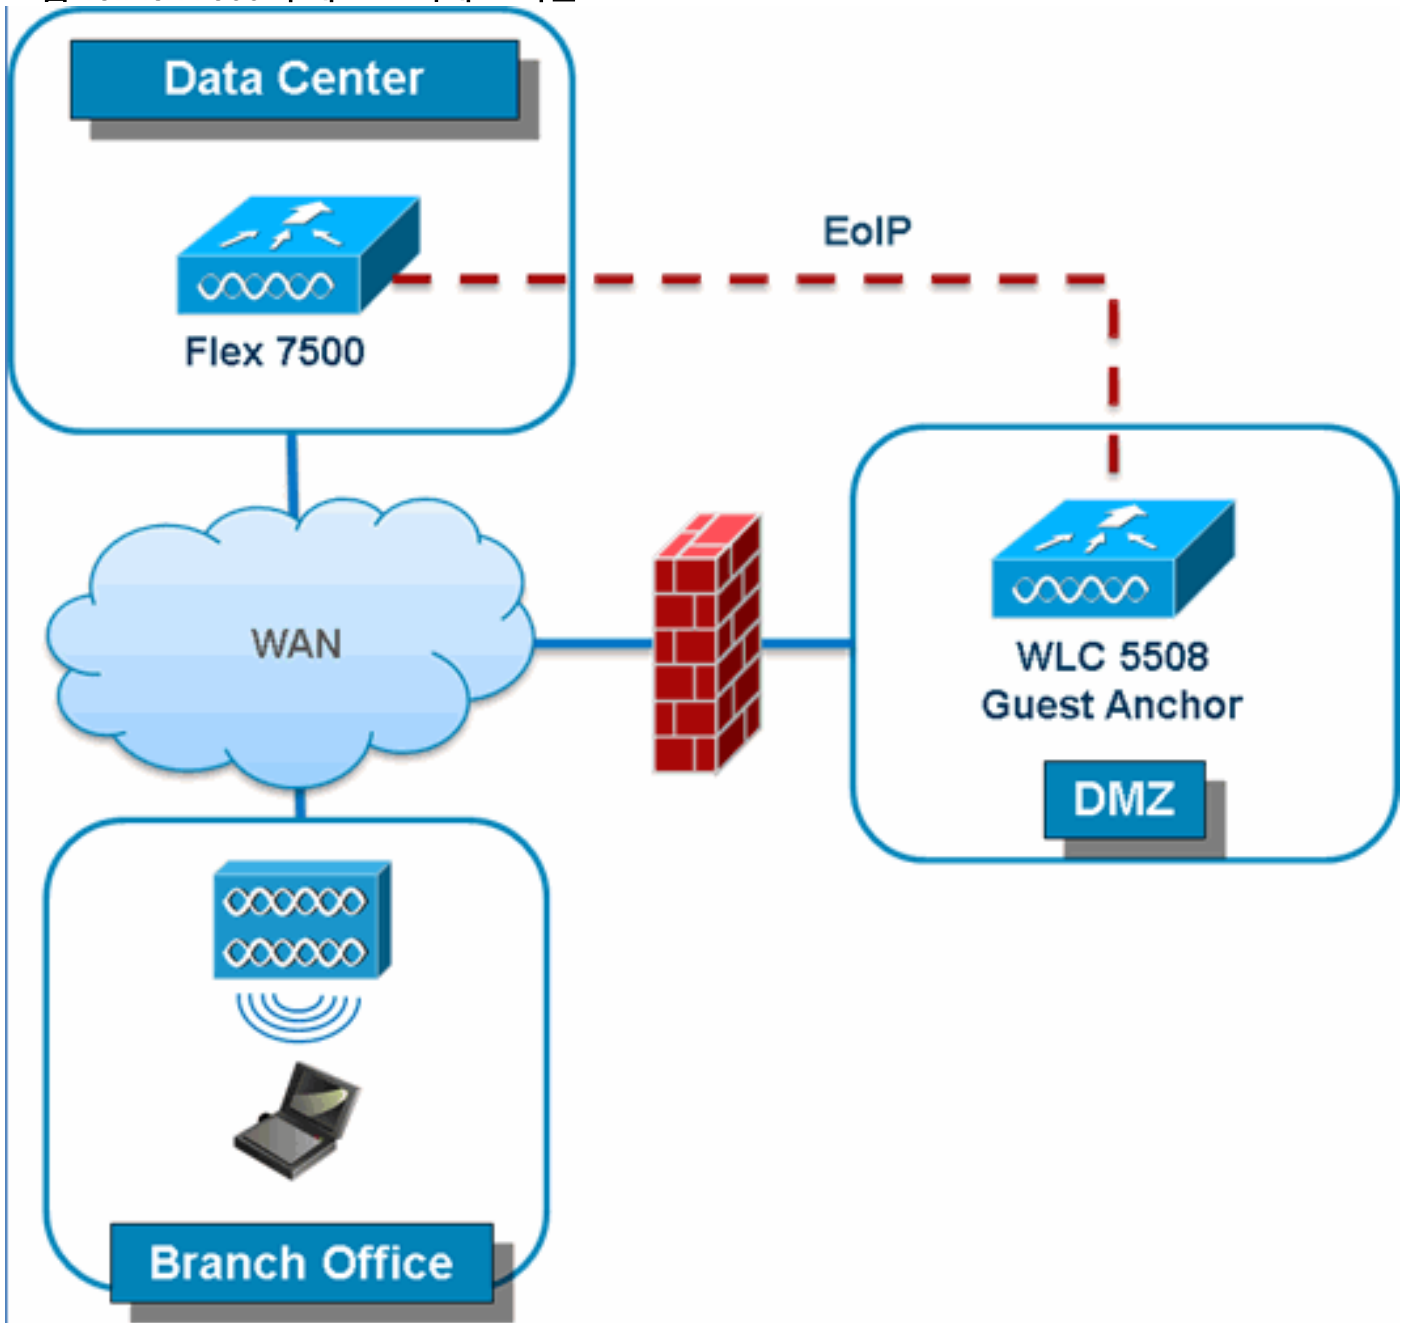 Data Center
EoIP
Flex 7500
WAN
WLC 5508
Guest Anchor
DMZ
Branch Office